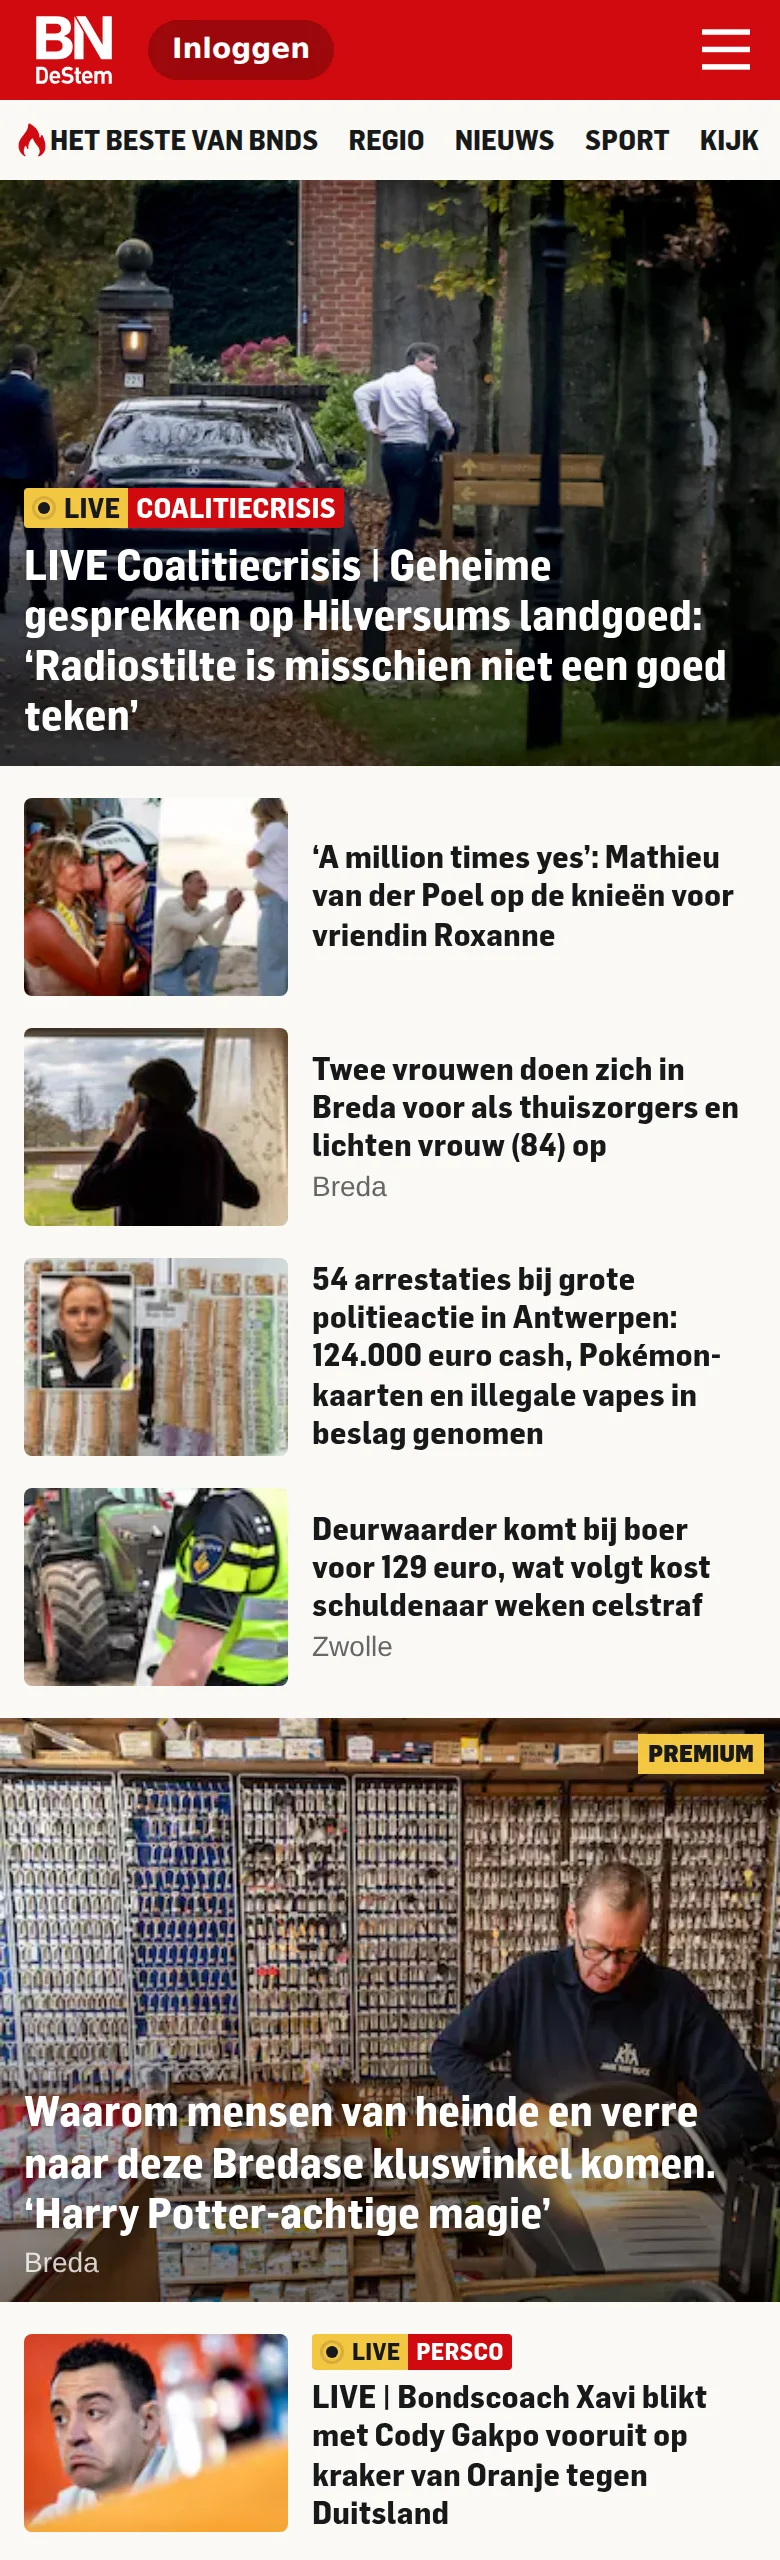 BN
DeStem
Inloggen
HET BESTE VAN BNDS REGIO NIEUWS SPORT KIJK
LIVE COALITIECRISIS
LIVE Coalitiecrisis | Geheime
gesprekken op Hilversums landgoed:
‘Radiostilte is misschien niet een goed
teken’
‘A million times yes’: Mathieu
van der Poel op de knieën voor
vriendin Roxanne
Twee vrouwen doen zich in
Breda voor als thuiszorgers en
lichten vrouw (84) op
Breda
54 arrestaties bij grote
politieactie in Antwerpen:
124.000 euro cash, Pokémon-
kaarten en illegale vapes in
beslag genomen
Deurwaarder komt bij boer
voor 129 euro, wat volgt kost
schuldenaar weken celstraf
Zwolle
PREMIUM
Waarom mensen van heinde en verre
naar deze Bredase kluswinkel komen.
‘Harry Potter-achtige magie’
Breda
LIVE PERSCO
LIVE | Bondscoach Xavi blikt
met Cody Gakpo vooruit op
kraker van Oranje tegen
Duitsland